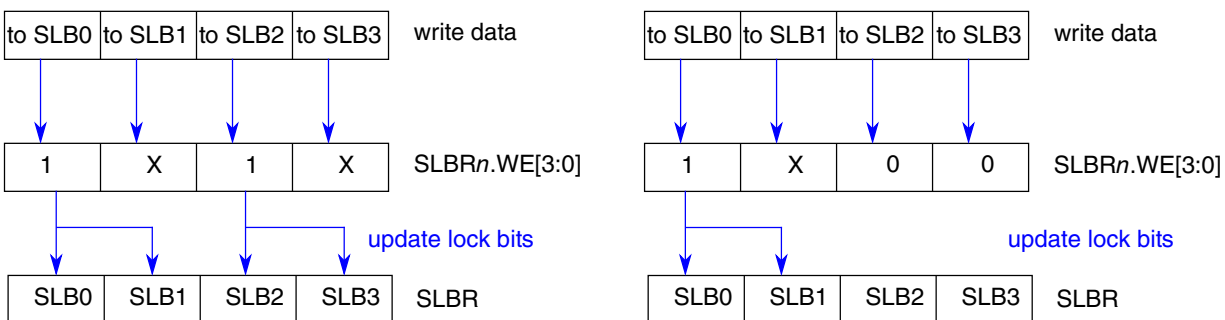 to SLB0 to SLB1 to SLB2 to SLB3 write data
1 X 1 X SLBRn.WE[3:0]
update lock bits
SLB0 SLB1 SLB2 SLB3 SLBR
to SLB0 to SLB1 to SLB2 to SLB3 write data
1 X 0 0 SLBRn.WE[3:0]
update lock bits
SLB0 SLB1 SLB2 SLB3 SLBR